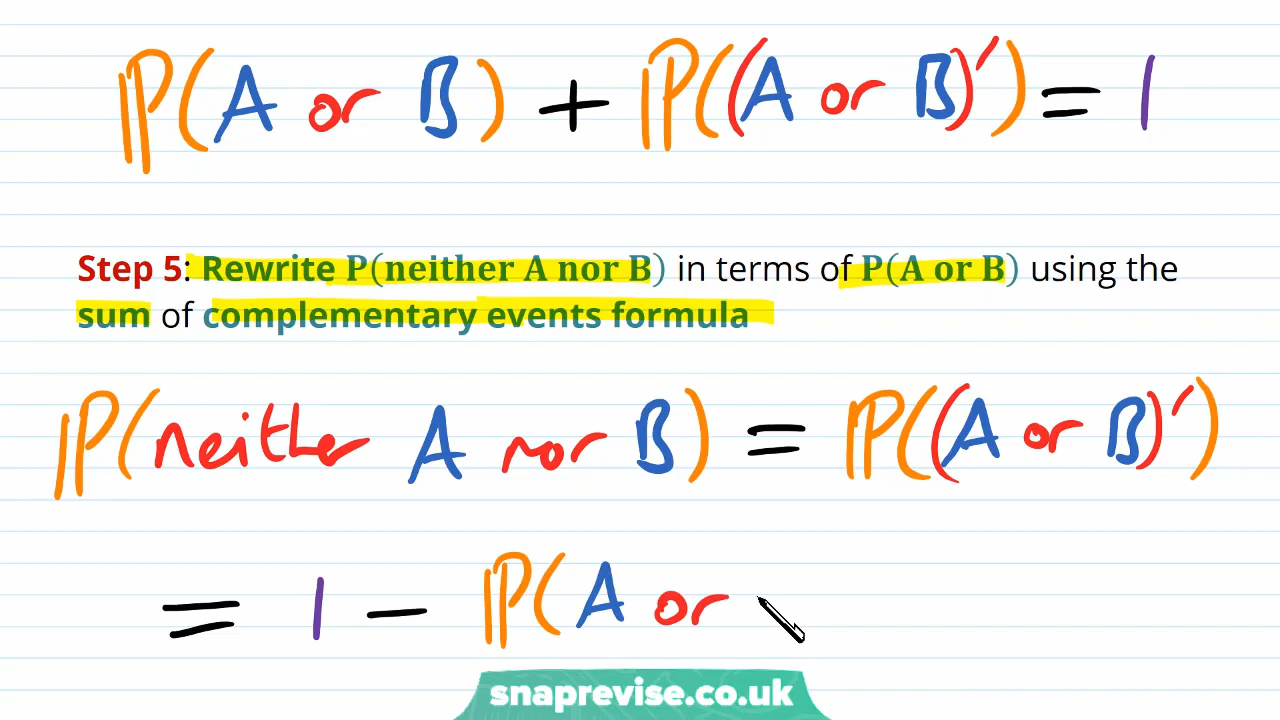 P(A or B) + P((A or B)′) = 1
Step 5: Rewrite P(neither A nor B) in terms of P(A or B) using the
sum of complementary events formula
P(neither A nor B) = P((A or B)′)
= 1 − P(A or
snaprevise.co.uk